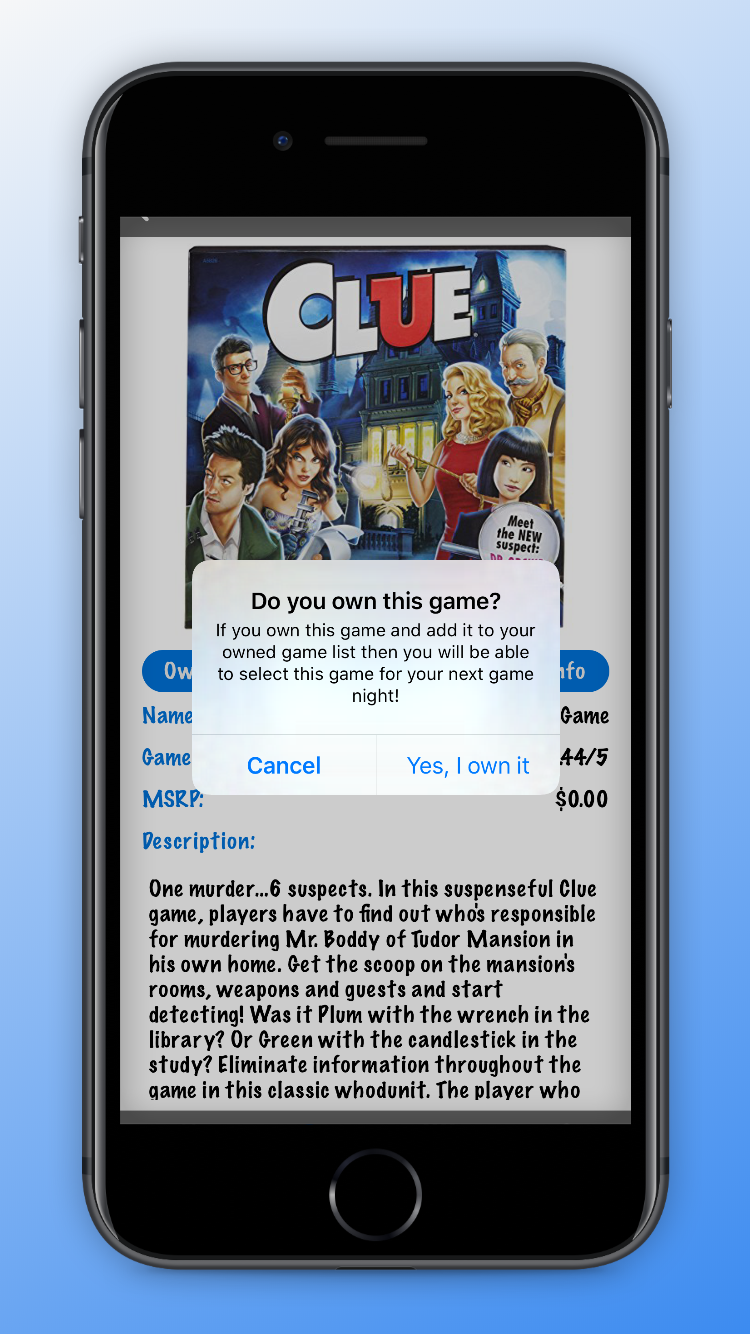 CLUE
Meet
the NEW
suspect:
Do you own this game?
If you own this game and add it to your
owned game list then you will be able
to select this game for your next game
night!
Cancel
Yes, I own it
Name
Game
Game
.44/5
MSRP:
$0.00
Description:
One murder...6 suspects. In this suspenseful Clue
game, players have to find out who's responsible
for murdering Mr. Boddy of Tudor Mansion in
his own home. Get the scoop on the mansion's
rooms, weapons and guests and start
detecting! Was it Plum with the wrench in the
library? Or Green with the candlestick in the
study? Eliminate information throughout the
game in this classic whodunit. The player who